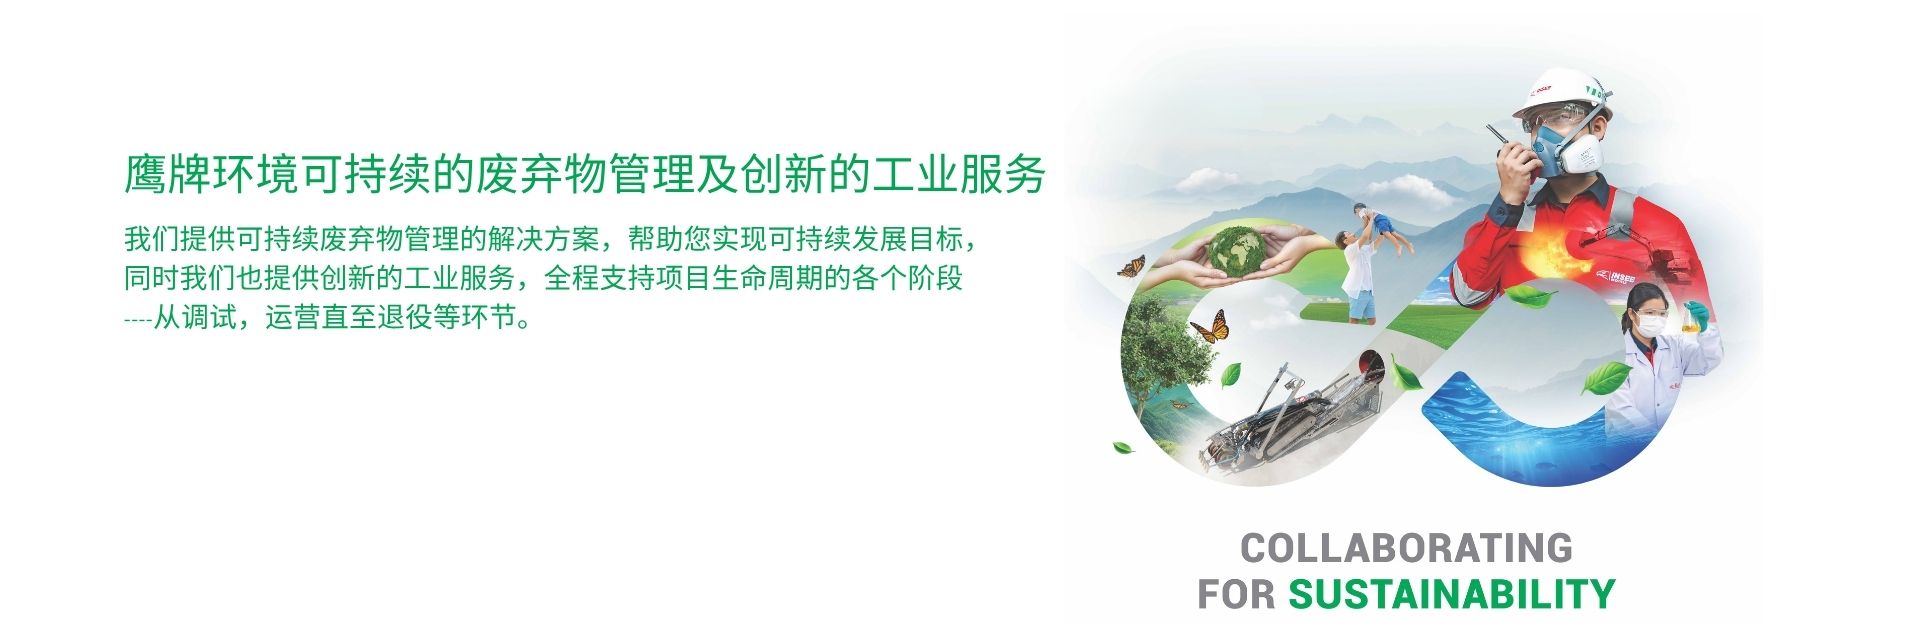 鹰牌环境可持续的废弃物管理及创新的工业服务
我们提供可持续废弃物管理的解决方案，帮助您实现可持续发展目标，
同时我们也提供创新的工业服务，全程支持项目生命周期的各个阶段
----从调试，运营直至退役等环节。
INSEE
COLLABORATING
FOR SUSTAINABILITY